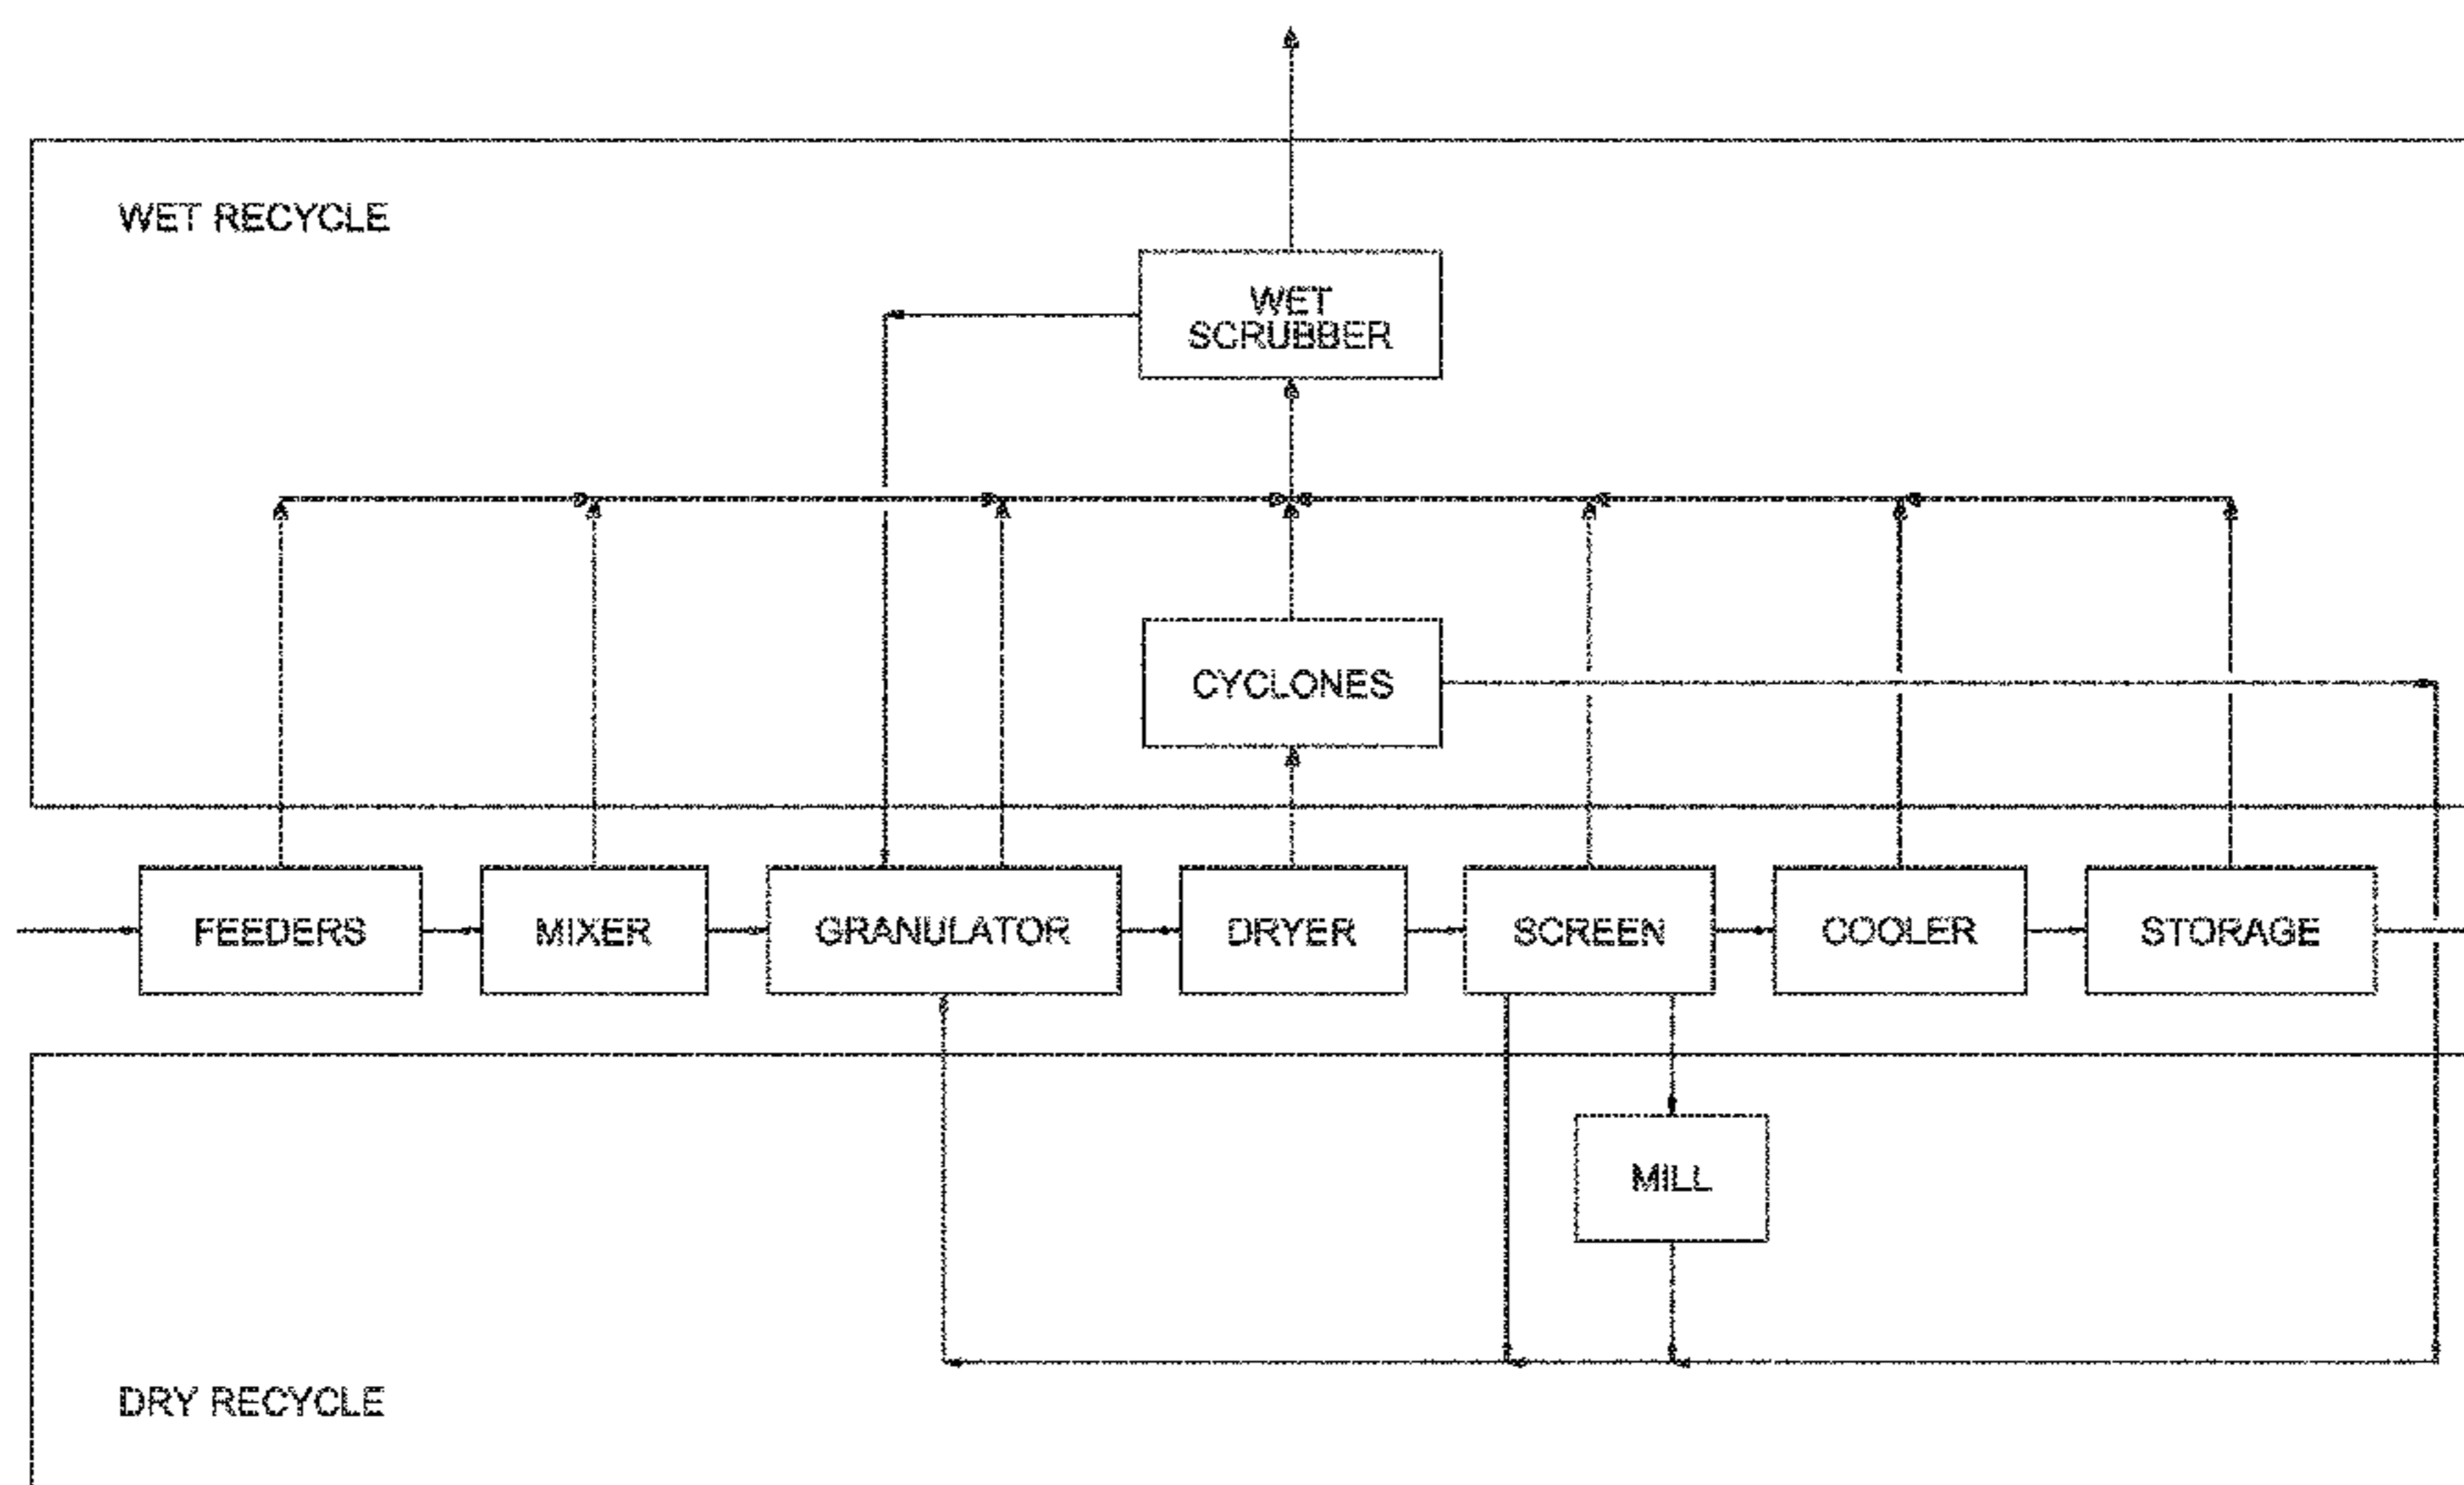 WET RECYCLE
WET
SCRUBBER
CYCLONES
FEEDERS
MIXER
GRANULATOR
DRYER
SCREEN
COOLER
STORAGE
MILL
DRY RECYCLE